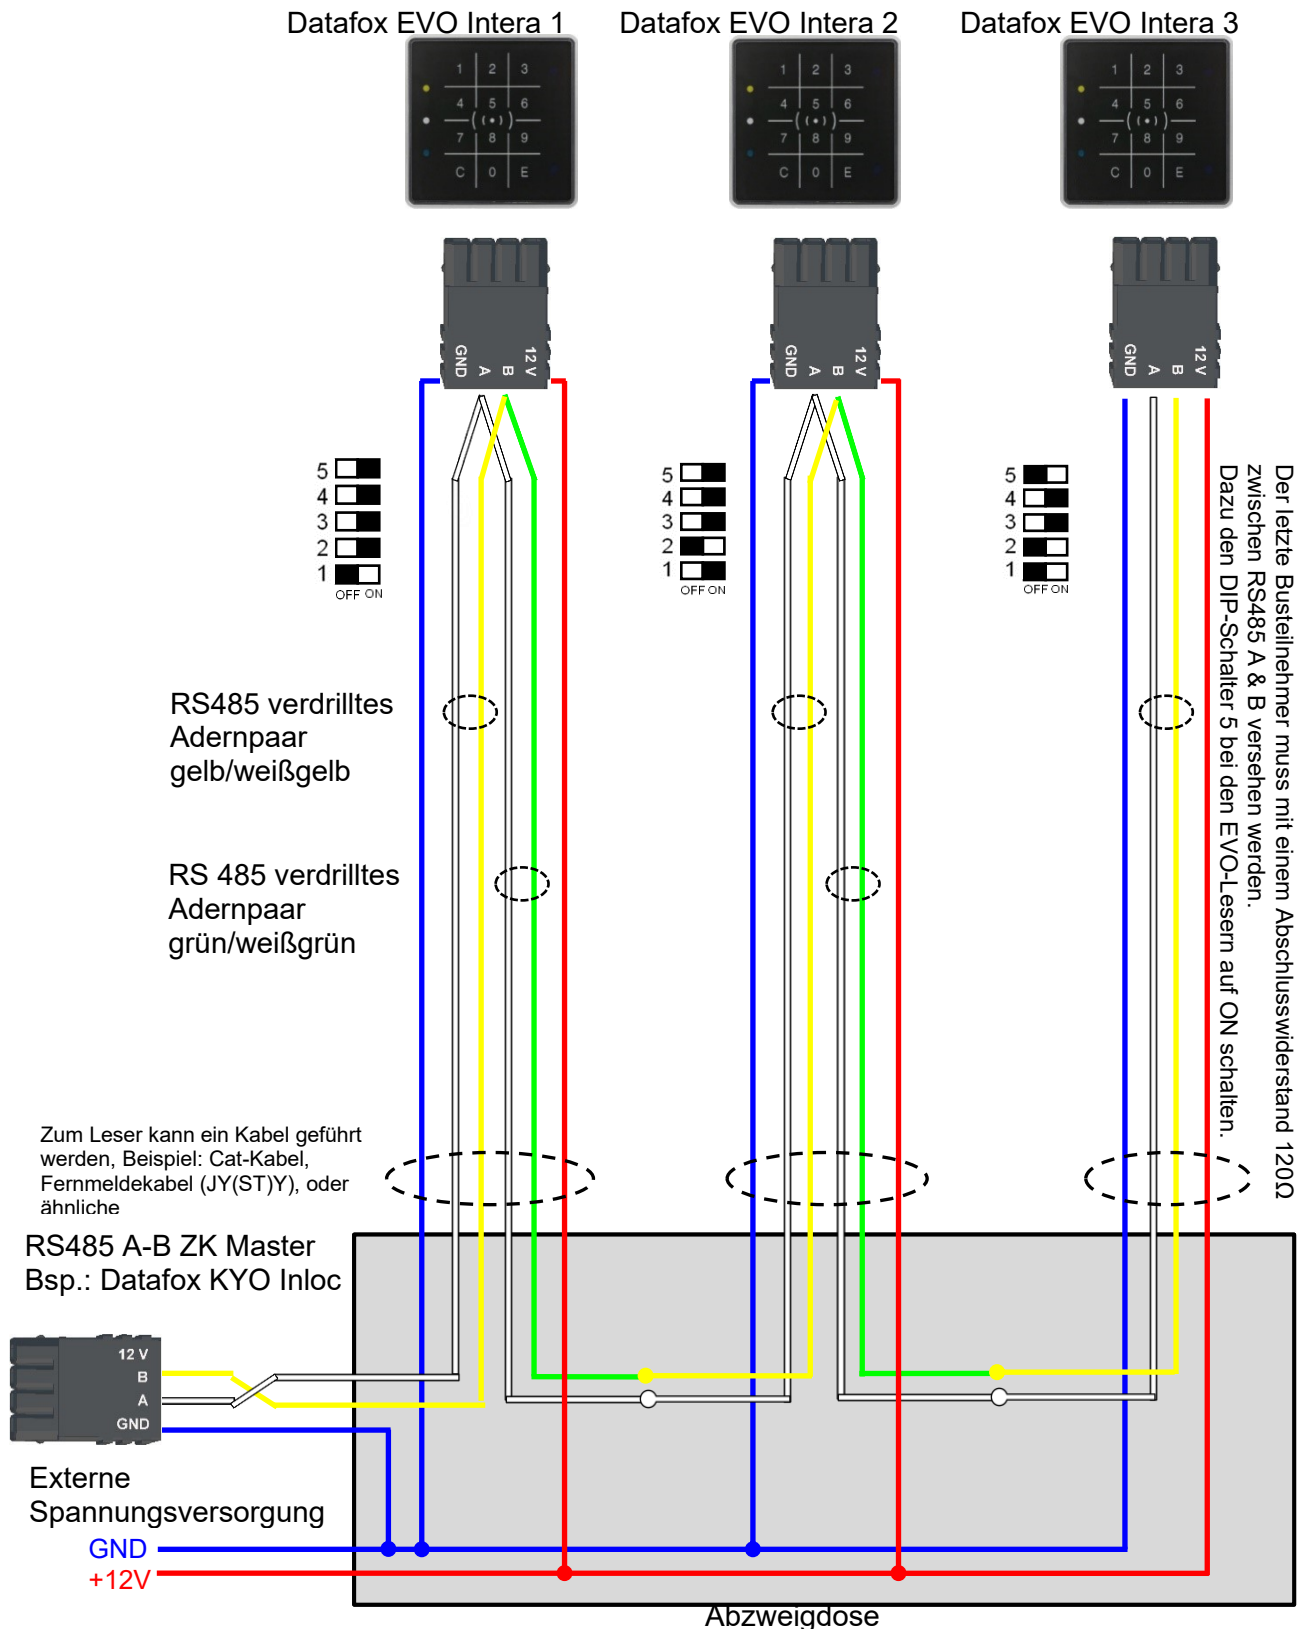 Datafox EVO Intera 1
Datafox EVO Intera 2
Datafox EVO Intera 3
1 2 3
4 5 6
7 8 9
C 0 E
1 2 3
4 5 6
7 8 9
C 0 E
1 2 3
4 5 6
7 8 9
C 0 E
GND A B 12 V
GND A B 12 V
GND A B 12 V
5
4
3
2
1
OFF ON
5
4
3
2
1
OFF ON
5
4
3
2
1
OFF ON
Der letzte Busteilnehmer muss mit einem Abschlusswiderstand 120Ω
zwischen RS485 A & B versehen werden.
Dazu den DIP-Schalter 5 bei den EVO-Lesern auf ON schalten.
RS485 verdrilltes
Adernpaar
gelb/weißgelb
RS 485 verdrilltes
Adernpaar
grün/weißgrün
Zum Leser kann ein Kabel geführt
werden, Beispiel: Cat-Kabel,
Fernmeldekabel (JY(ST)Y), oder
ähnliche
RS485 A-B ZK Master
Bsp.: Datafox KYO Inloc
12 V
B
A
GND
Externe
Spannungsversorgung
GND
+12V
Abzweigdose